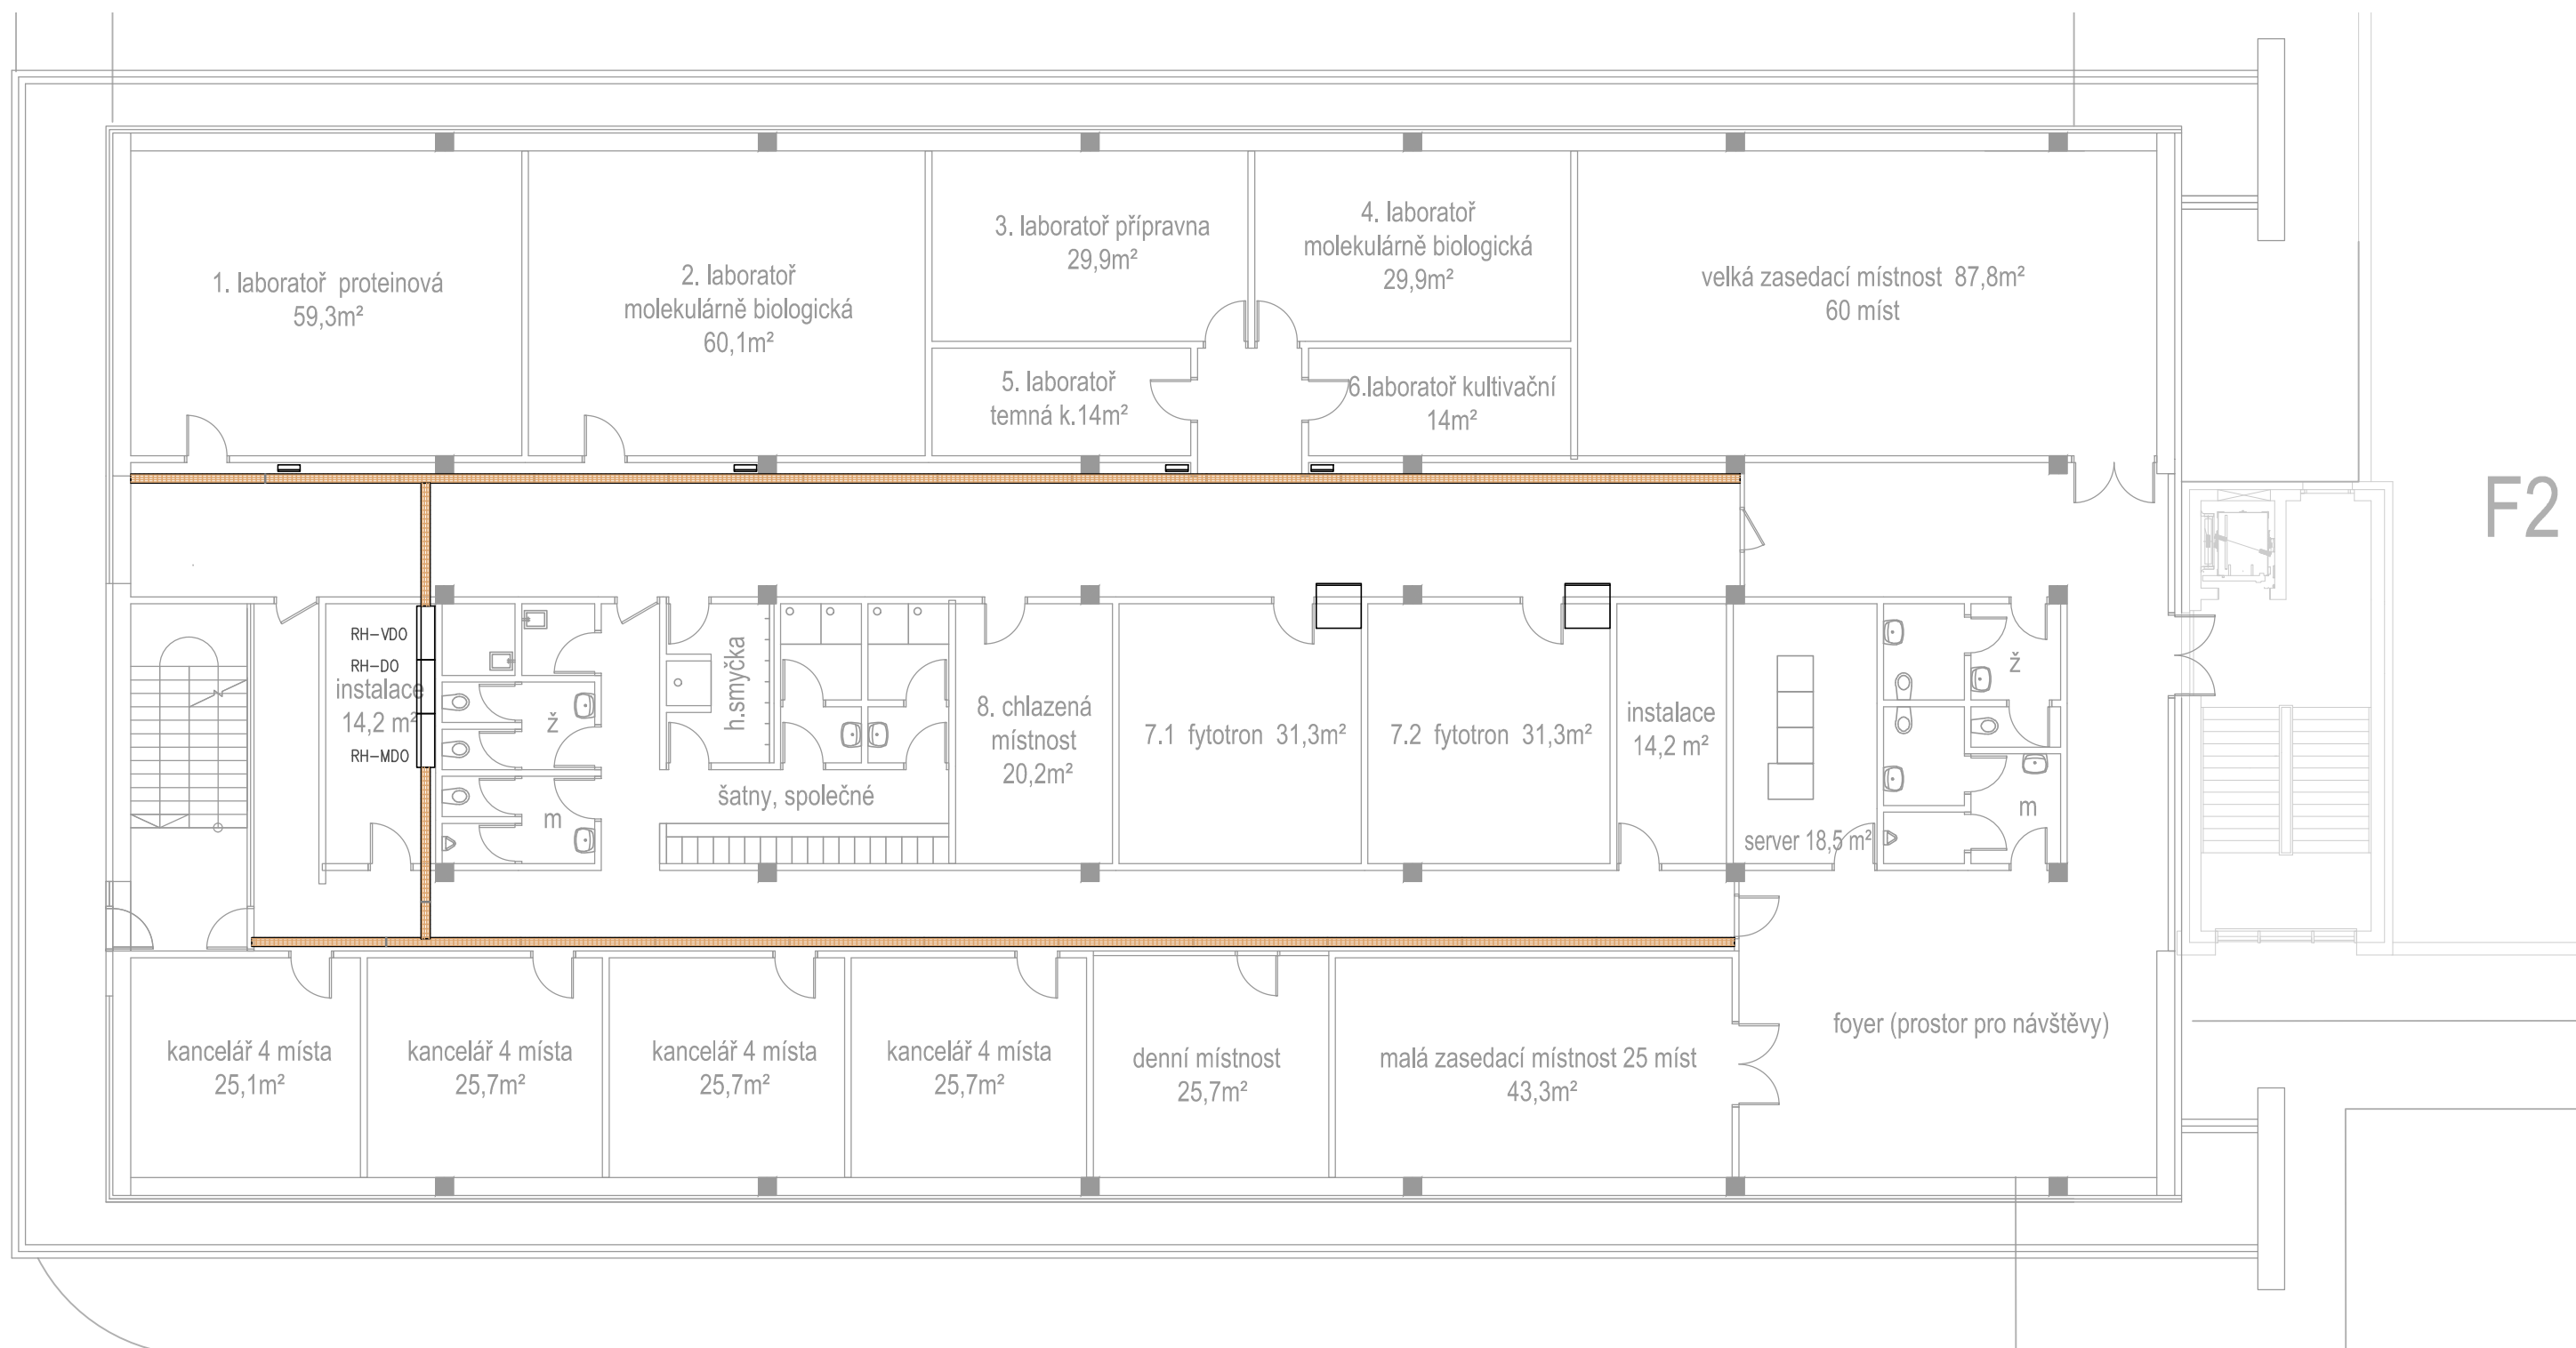 1. laboratoř proteinová
59,3m²
2. laboratoř
molekulárně biologická
60,1m²
3. laboratoř přípravna
29,9m²
4. laboratoř
molekulárně biologická
29,9m²
velká zasedací místnost 87,8m²
60 míst
5. laboratoř
temná k.14m²
6.laboratoř kultivační
14m²
F2
RH-VDO
RH-DO
instalace
14,2 m²
RH-MDO
ž
m
h.smyčka
šatny, společné
8. chlazená
místnost
20,2m²
7.1 fytotron 31,3m²
7.2 fytotron 31,3m²
instalace
14,2 m²
server 18,5 m²
ž
m
kancelář 4 místa
25,1m²
kancelář 4 místa
25,7m²
kancelář 4 místa
25,7m²
kancelář 4 místa
25,7m²
denní místnost
25,7m²
malá zasedací místnost 25 míst
43,3m²
foyer (prostor pro návštěvy)